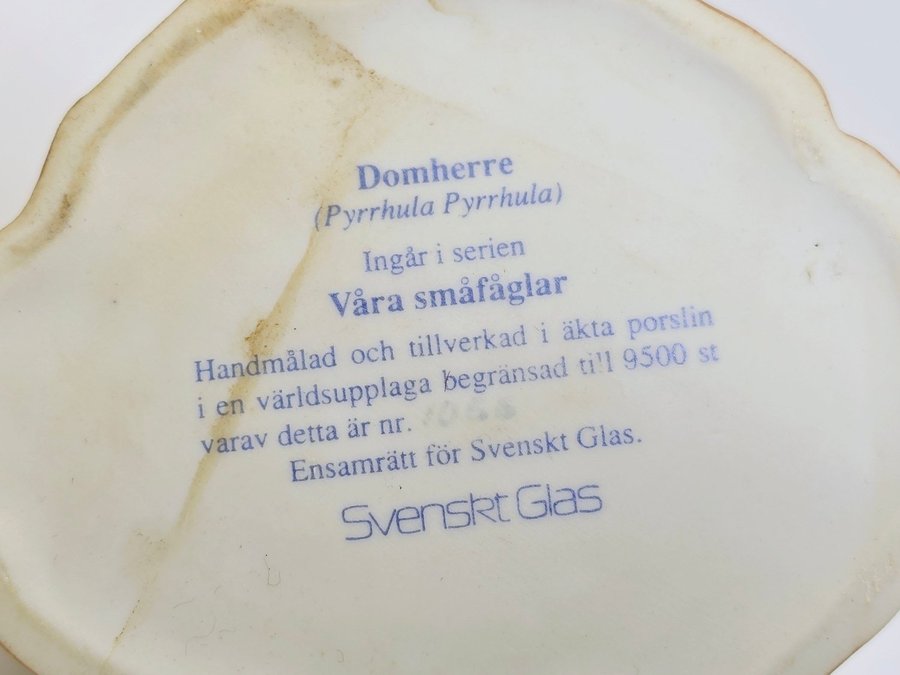 Domherre
(Pyrrhula Pyrrhula)
Ingår i serien
Våra småfåglar
Handmålad och tillverkad i äkta porslin
i en världsupplaga begränsad till 9500 st
varav detta är nr.
Ensamrätt för Svenskt Glas.
Svenskt Glas